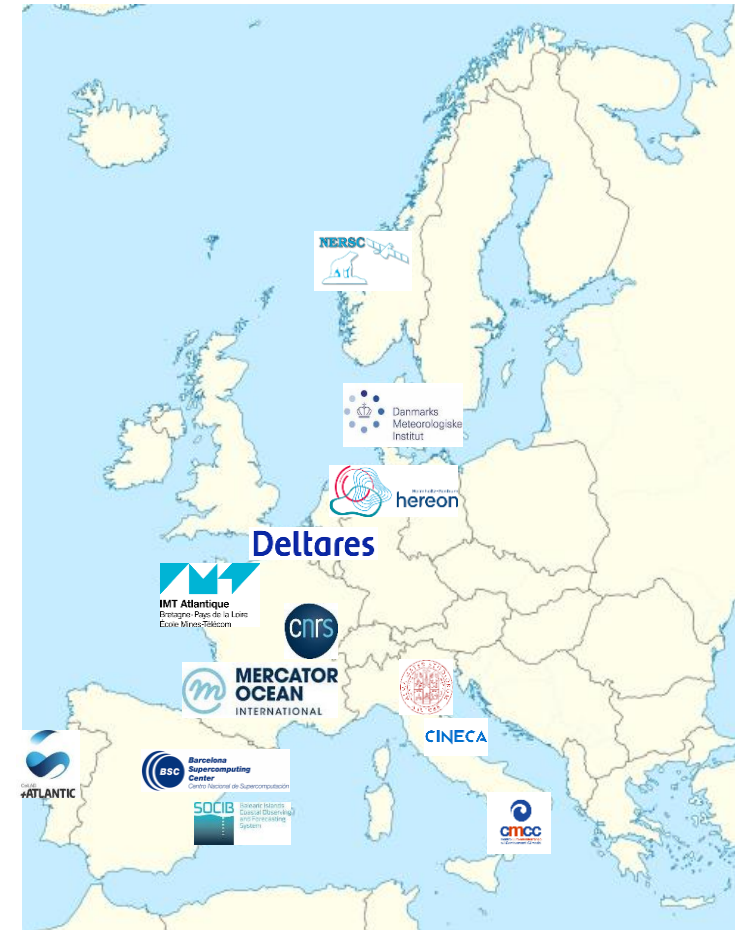 NERSC
Danmarks
Meteorologiske
Institut
hereon
Deltares
IMT Atlantique
Bretagne-Pays de la Loire
École Mines-Télécom
cnrs
MERCATOR
OCEAN
INTERNATIONAL
CINECA
+ATLANTIC
BSC
Barcelona
Supercomputing
Center
Centro Nacional de Supercomputación
SOCIB
Balearic Islands
Coastal Observing
and Forecasting
System
cmcc